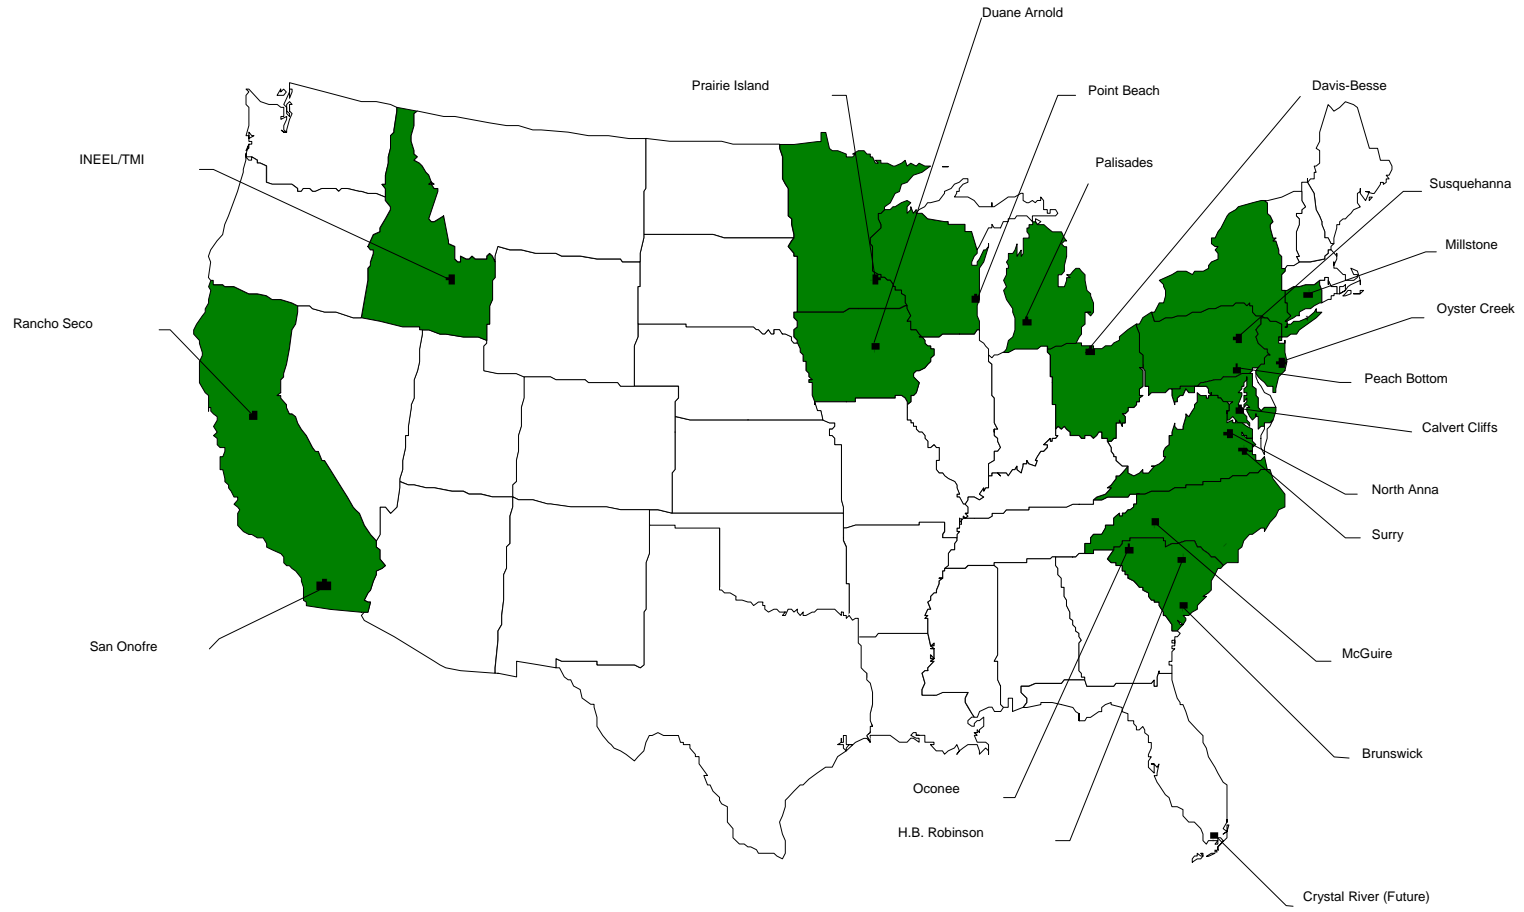 Duane Arnold
Prairie Island
Point Beach
Davis-Besse
INEEL/TMI
Palisades
Susquehanna
Millstone
Oyster Creek
Rancho Seco
Peach Bottom
Calvert Cliffs
North Anna
Surry
San Onofre
McGuire
Brunswick
Oconee
H.B. Robinson
Crystal River (Future)